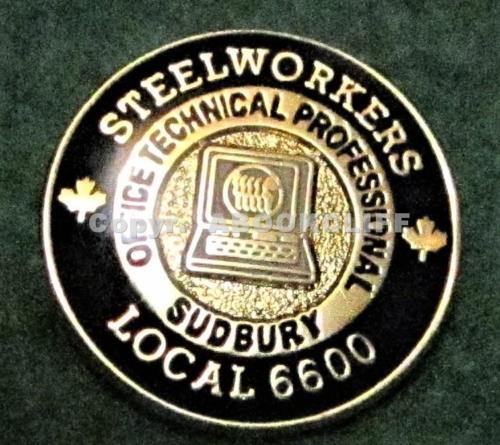 STEELWORKERS
OFFICE TECHNICAL PROFESSIONAL
SUDBURY
LOCAL 6600